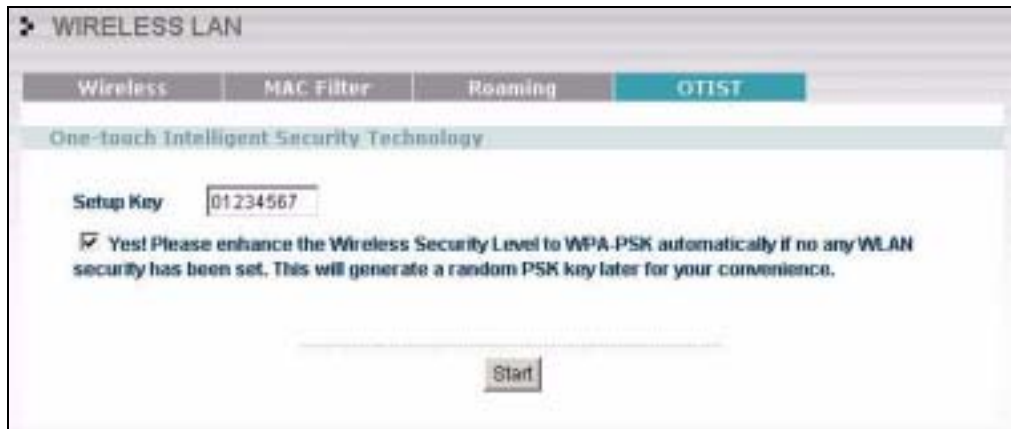 WIRELESS LAN
Wireless MAC Filter Roaming OTIST
One-touch Intelligent Security Technology
Setup Key 01234567
Yes! Please enhance the Wireless Security Level to WPA-PSK automatically if no any WLAN
security has been set. This will generate a random PSK key later for your convenience.
Start